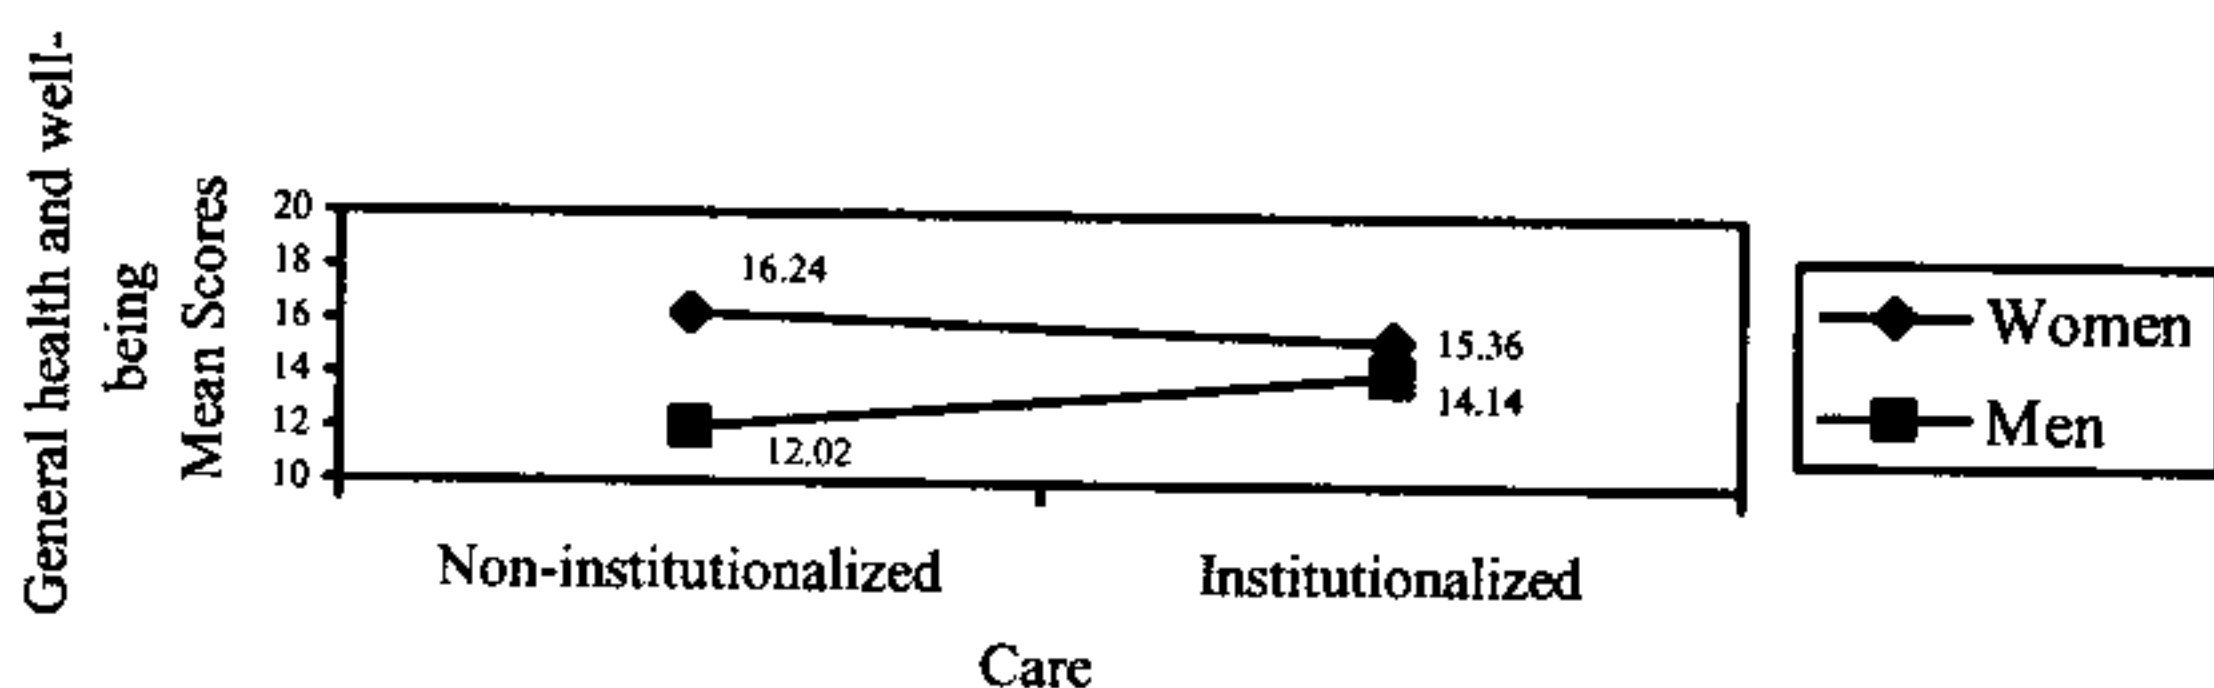 General health and well-
being
Mean Scores
20
18
16
14
12
10
16.24
15.36
14.14
12.02
Non-institutionalized
Institutionalized
Care
Women
Men